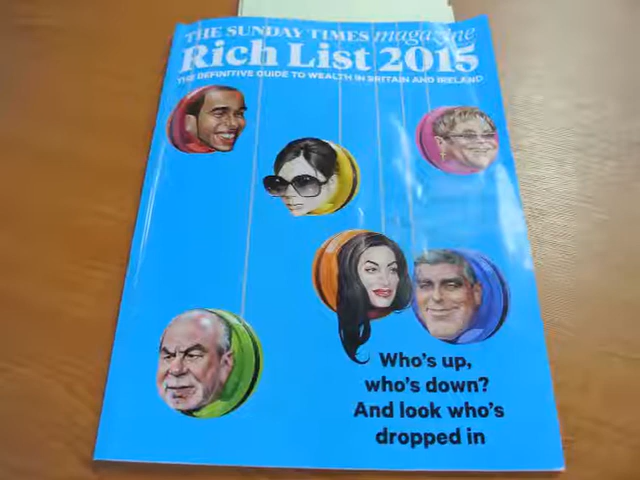 THE SUNDAY TIMES magazine
Rich List 2015
THE DEFINITIVE GUIDE TO WEALTH IN BRITAIN AND IRELAND
Who's up,
who's down?
And look who's
dropped in